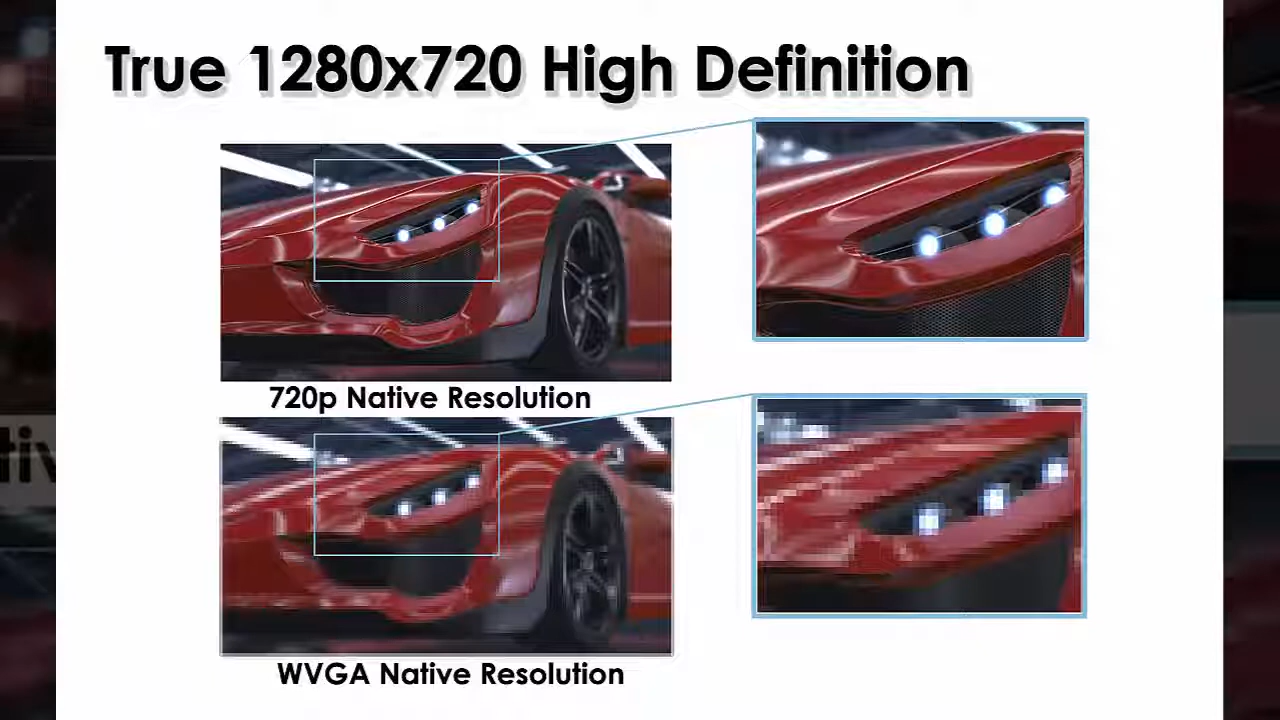 True 1280x720 High Definition
720p Native Resolution
WVGA Native Resolution